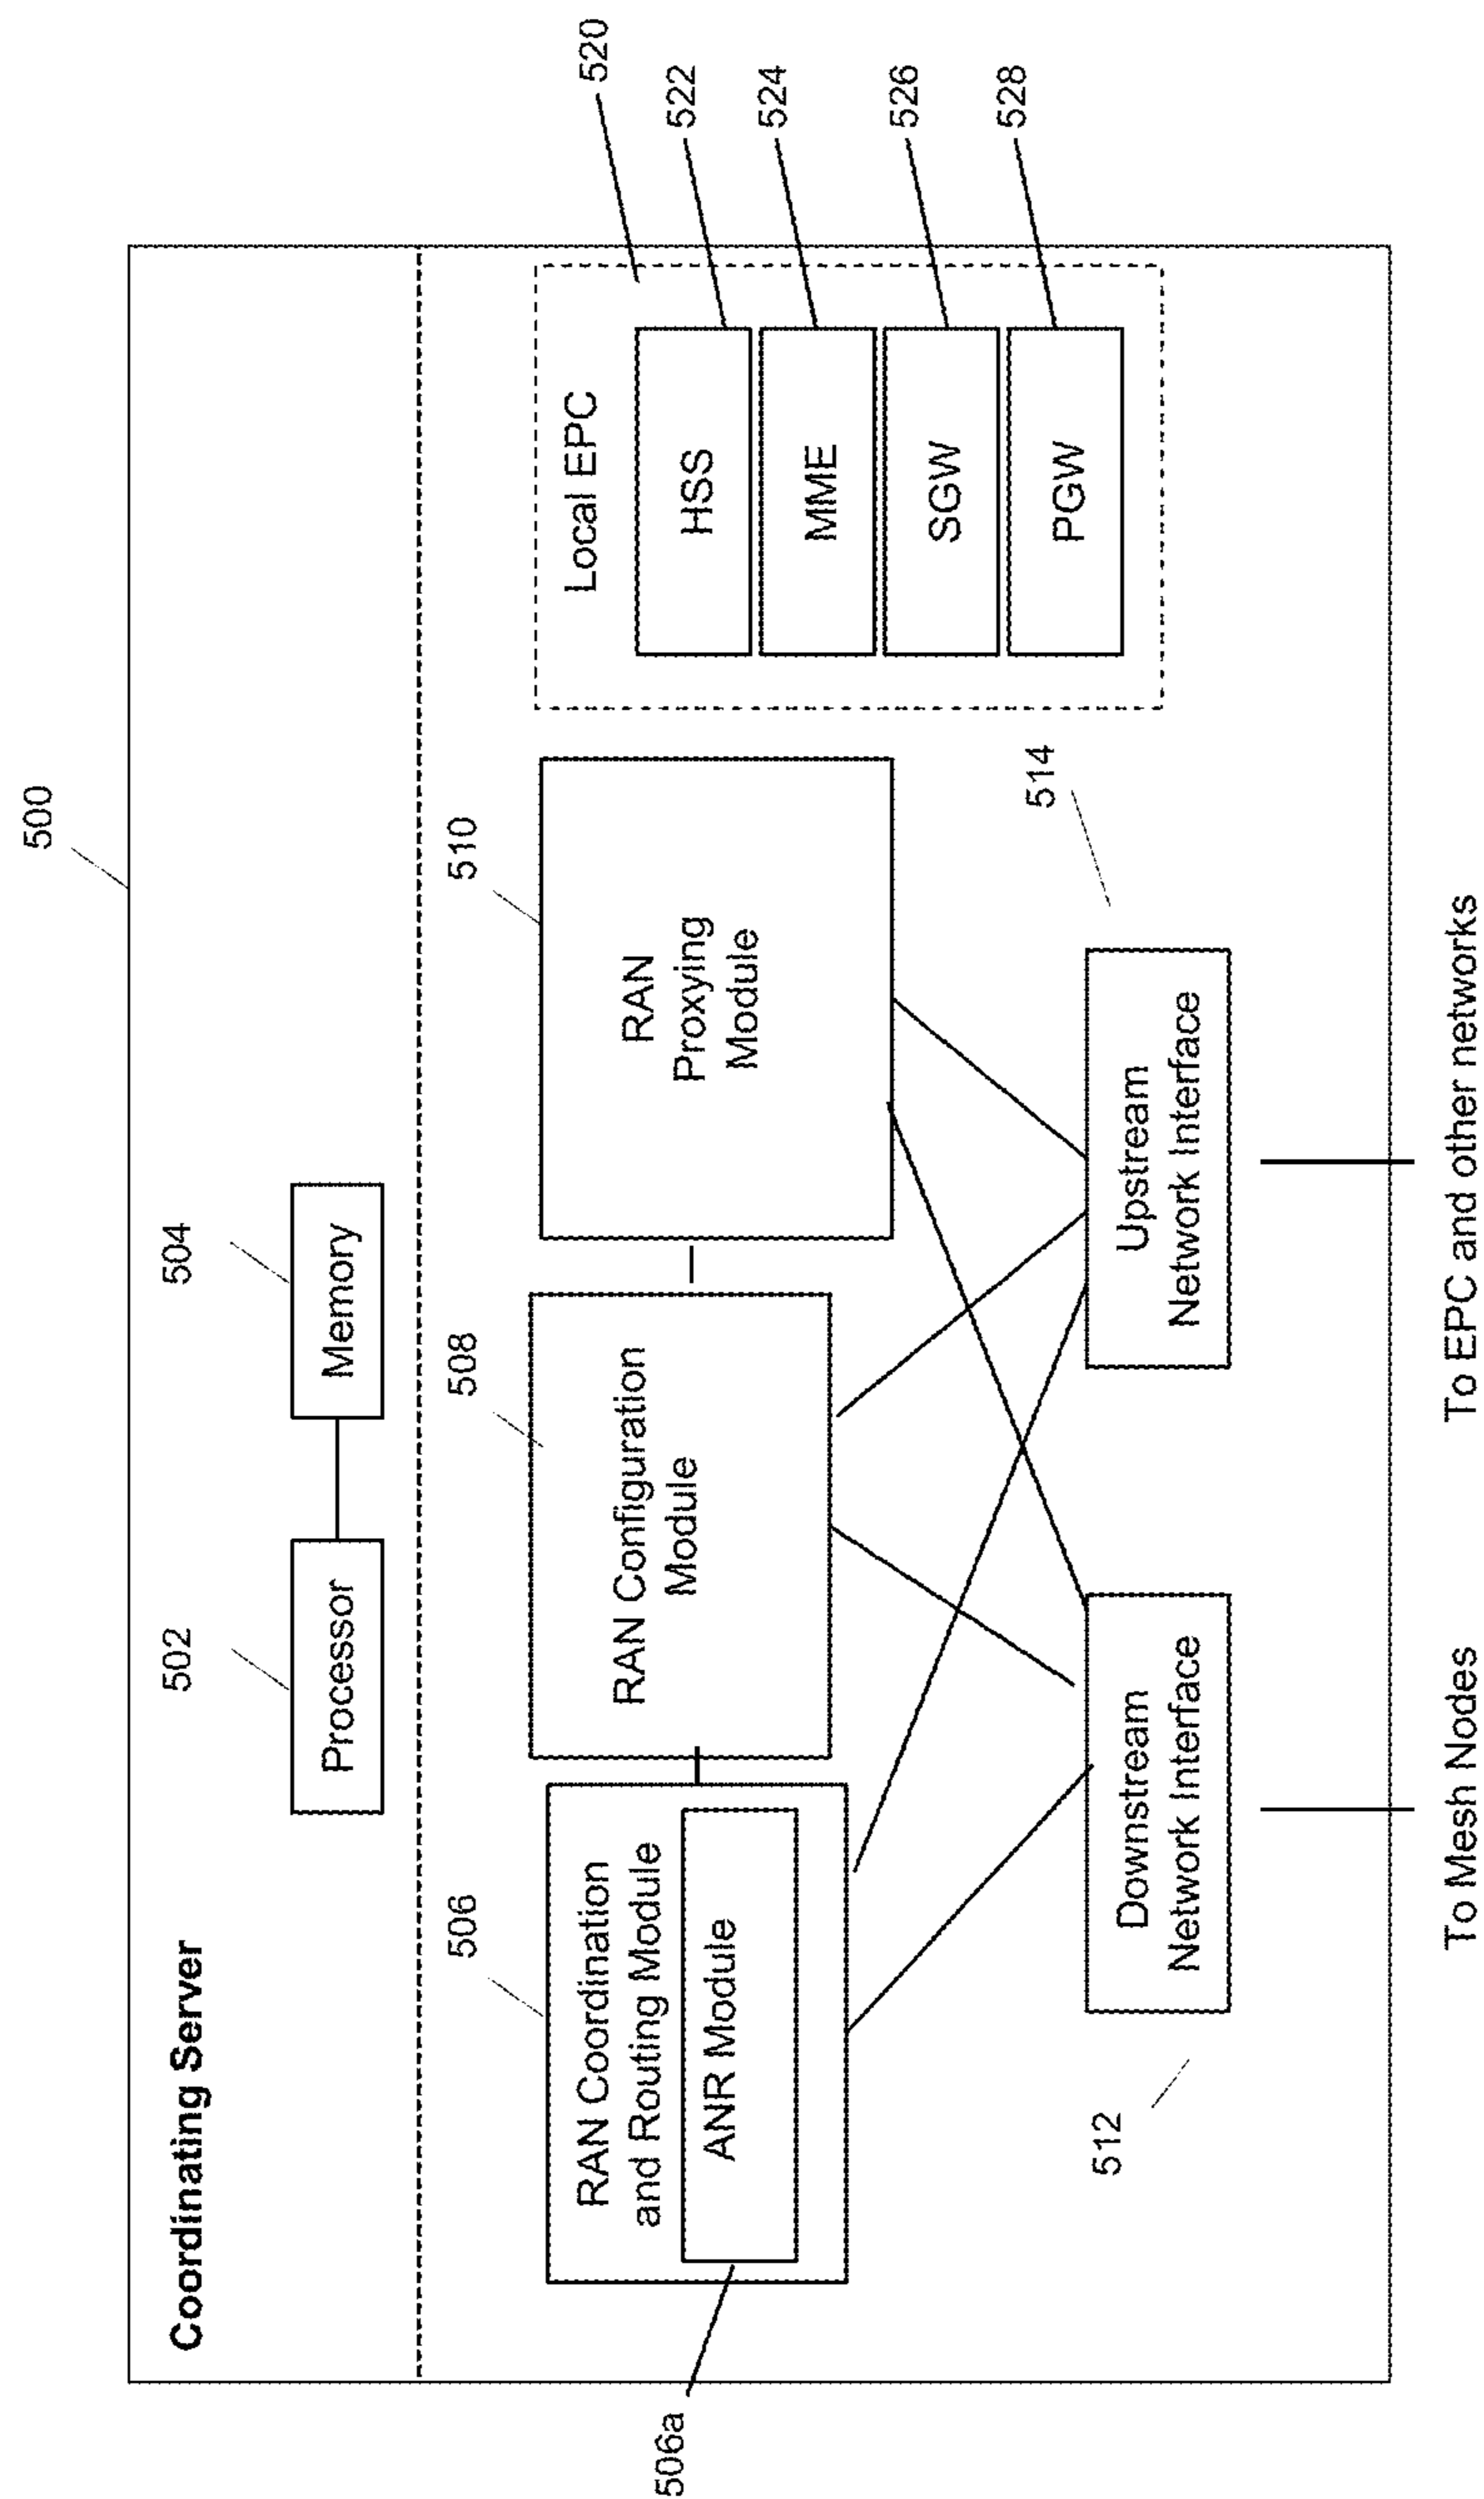 500
Coordinating Server
502
504
Processor
Memory
506
508
510
520
522
524
526
528
RAN Coordination
and Routing Module
ANR Module
506a
RAN Configuration
Module
RAN
Proxying
Module
Local EPC
HSS
MME
SGW
PGW
512
514
Downstream
Network Interface
Upstream
Network Interface
To Mesh Nodes
To EPC and other networks